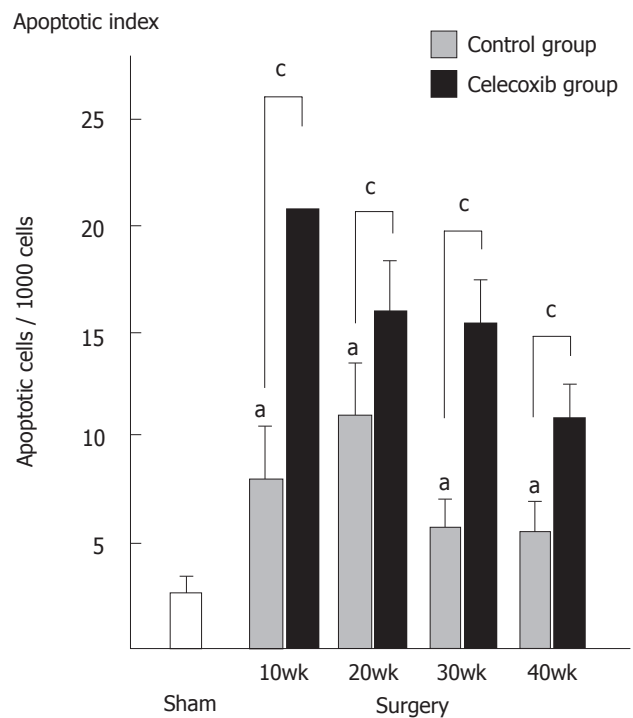 Apoptotic index
Control group
Celecoxib group
Apoptotic cells / 1000 cells
25
20
15
10
5
c
c
c
c
a
a
a
a
10wk 20wk 30wk 40wk
Sham Surgery